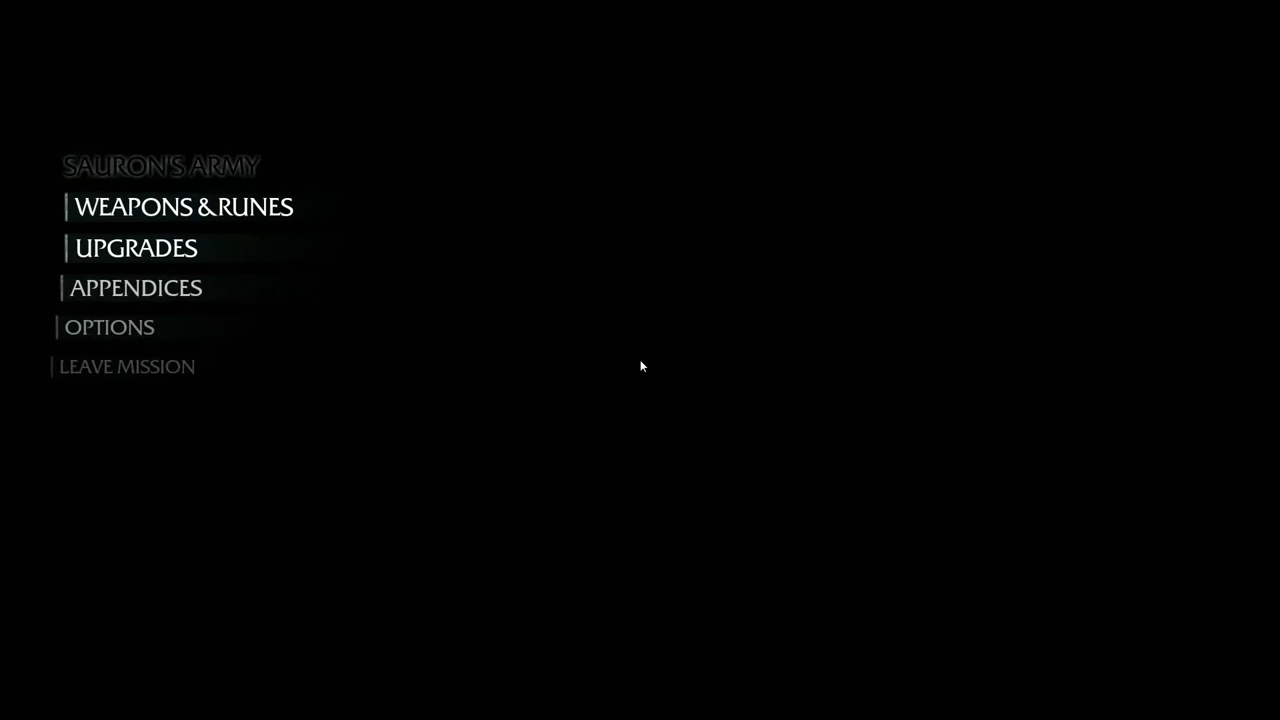 SAURON'S ARMY
WEAPONS & RUNES
UPGRADES
APPENDICES
OPTIONS
LEAVE MISSION